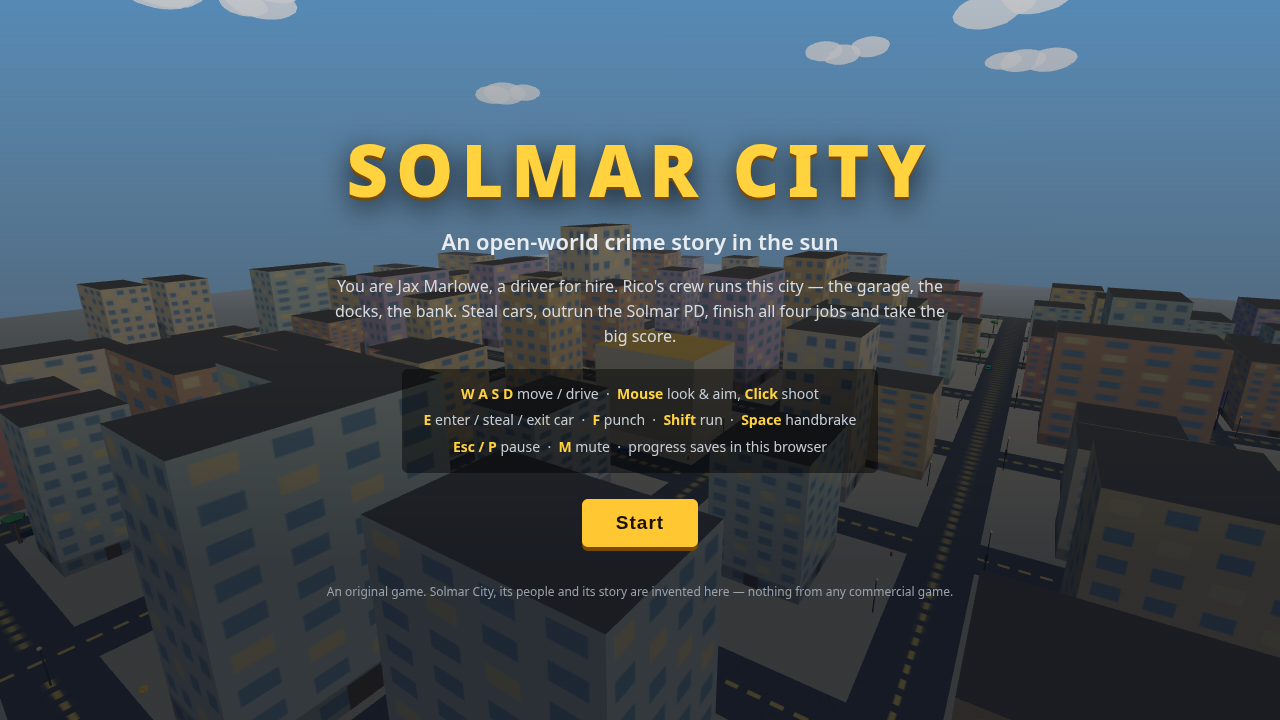 SOLMAR CITY
An open-world crime story in the sun
You are Jax Marlowe, a driver for hire. Rico's crew runs this city — the garage, the
docks, the bank. Steal cars, outrun the Solmar PD, finish all four jobs and take the
big score.
W A S D move / drive · Mouse look & aim, Click shoot
E enter / steal / exit car · F punch · Shift run · Space handbrake
Esc / P pause · M mute · progress saves in this browser
Start
An original game. Solmar City, its people and its story are invented here — nothing from any commercial game.